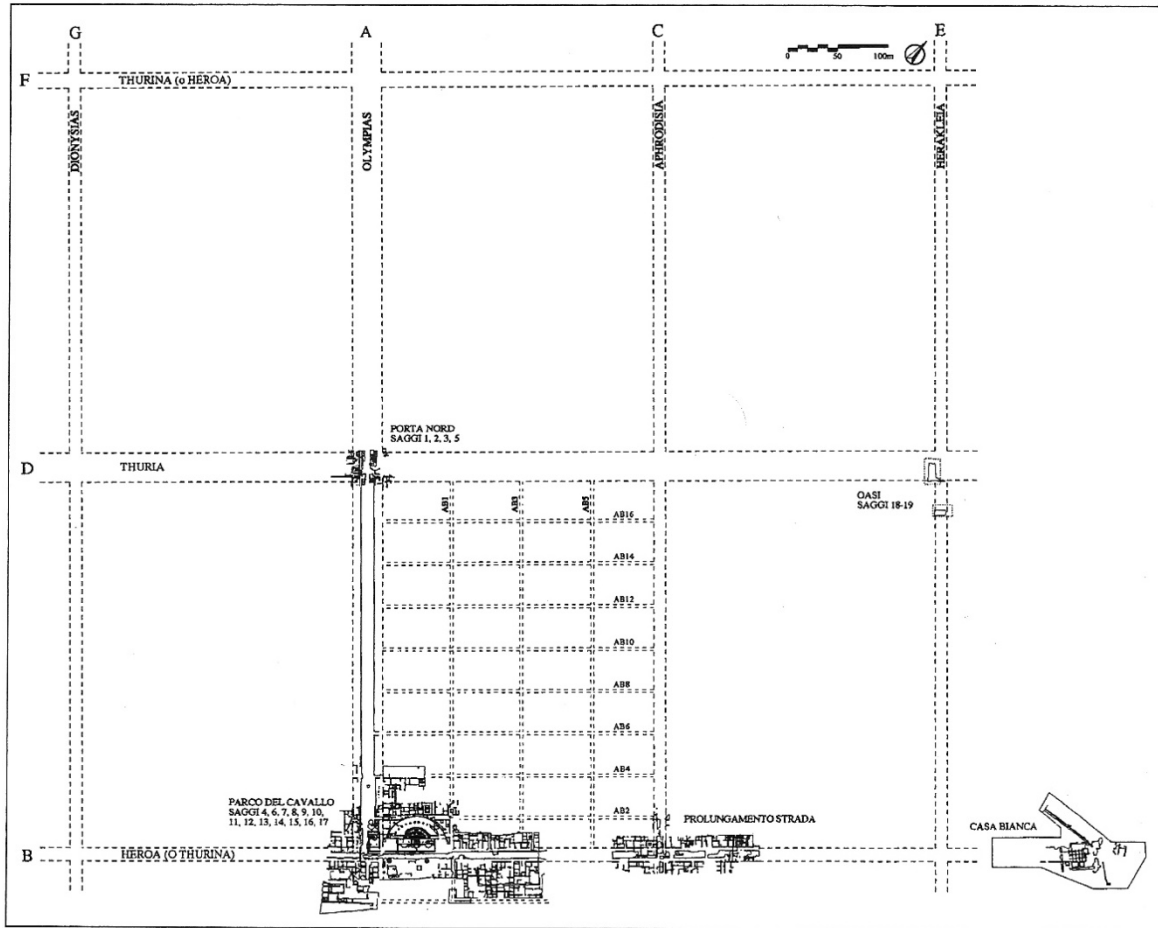 G
A
C
E
0 50 100m
F
THURINA (o HEROA)
DIONYSIAS
OLYMPIAS
APHRODISIA
HERAKLEIA
PORTA NORD
SAGGI 1, 2, 3, 5
D
THURIA
AB1
AB3
AB5
OASI
SAGGI 18-19
AB16
AB14
AB12
AB10
AB8
AB6
AB4
AB2
PARCO DEL CAVALLO
SAGGI 4, 6, 7, 8, 9, 10,
11, 12, 13, 14, 15, 16, 17
PROLUNGAMENTO STRADA
CASA BIANCA
B
HEROA (O THURINA)